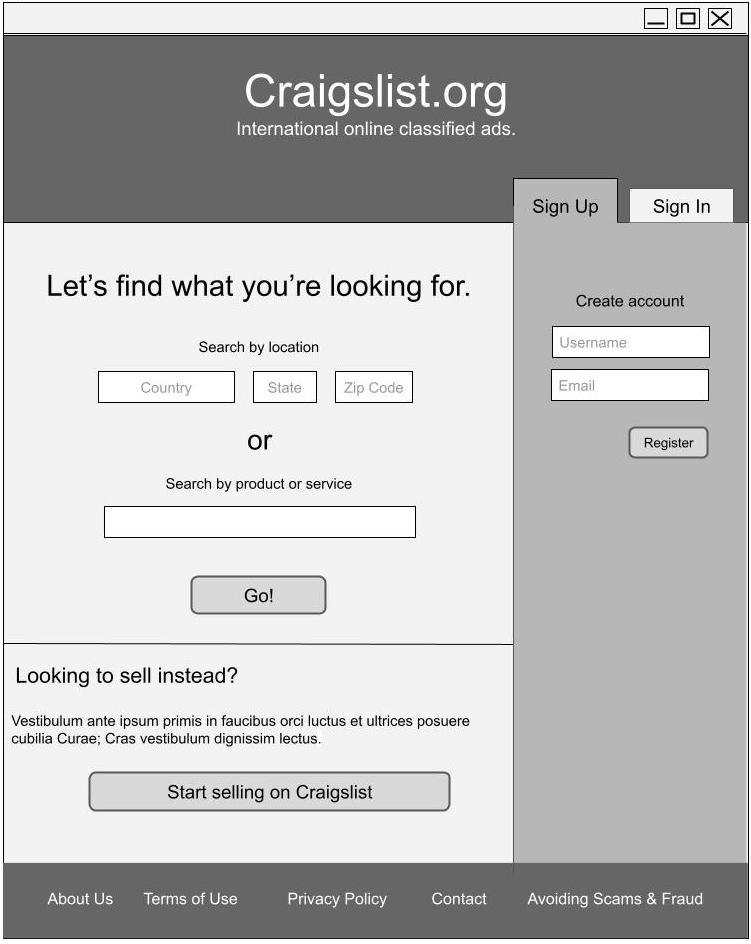 Craigslist.org
International online classified ads.
Sign Up
Sign In
Let’s find what you’re looking for.
Search by location
Country
State
Zip Code
or
Search by product or service
Go!
Create account
Username
Email
Register
Looking to sell instead?
Vestibulum ante ipsum primis in faucibus orci luctus et ultrices posuere
cubilia Curae; Cras vestibulum dignissim lectus.
Start selling on Craigslist
About Us
Terms of Use
Privacy Policy
Contact
Avoiding Scams & Fraud